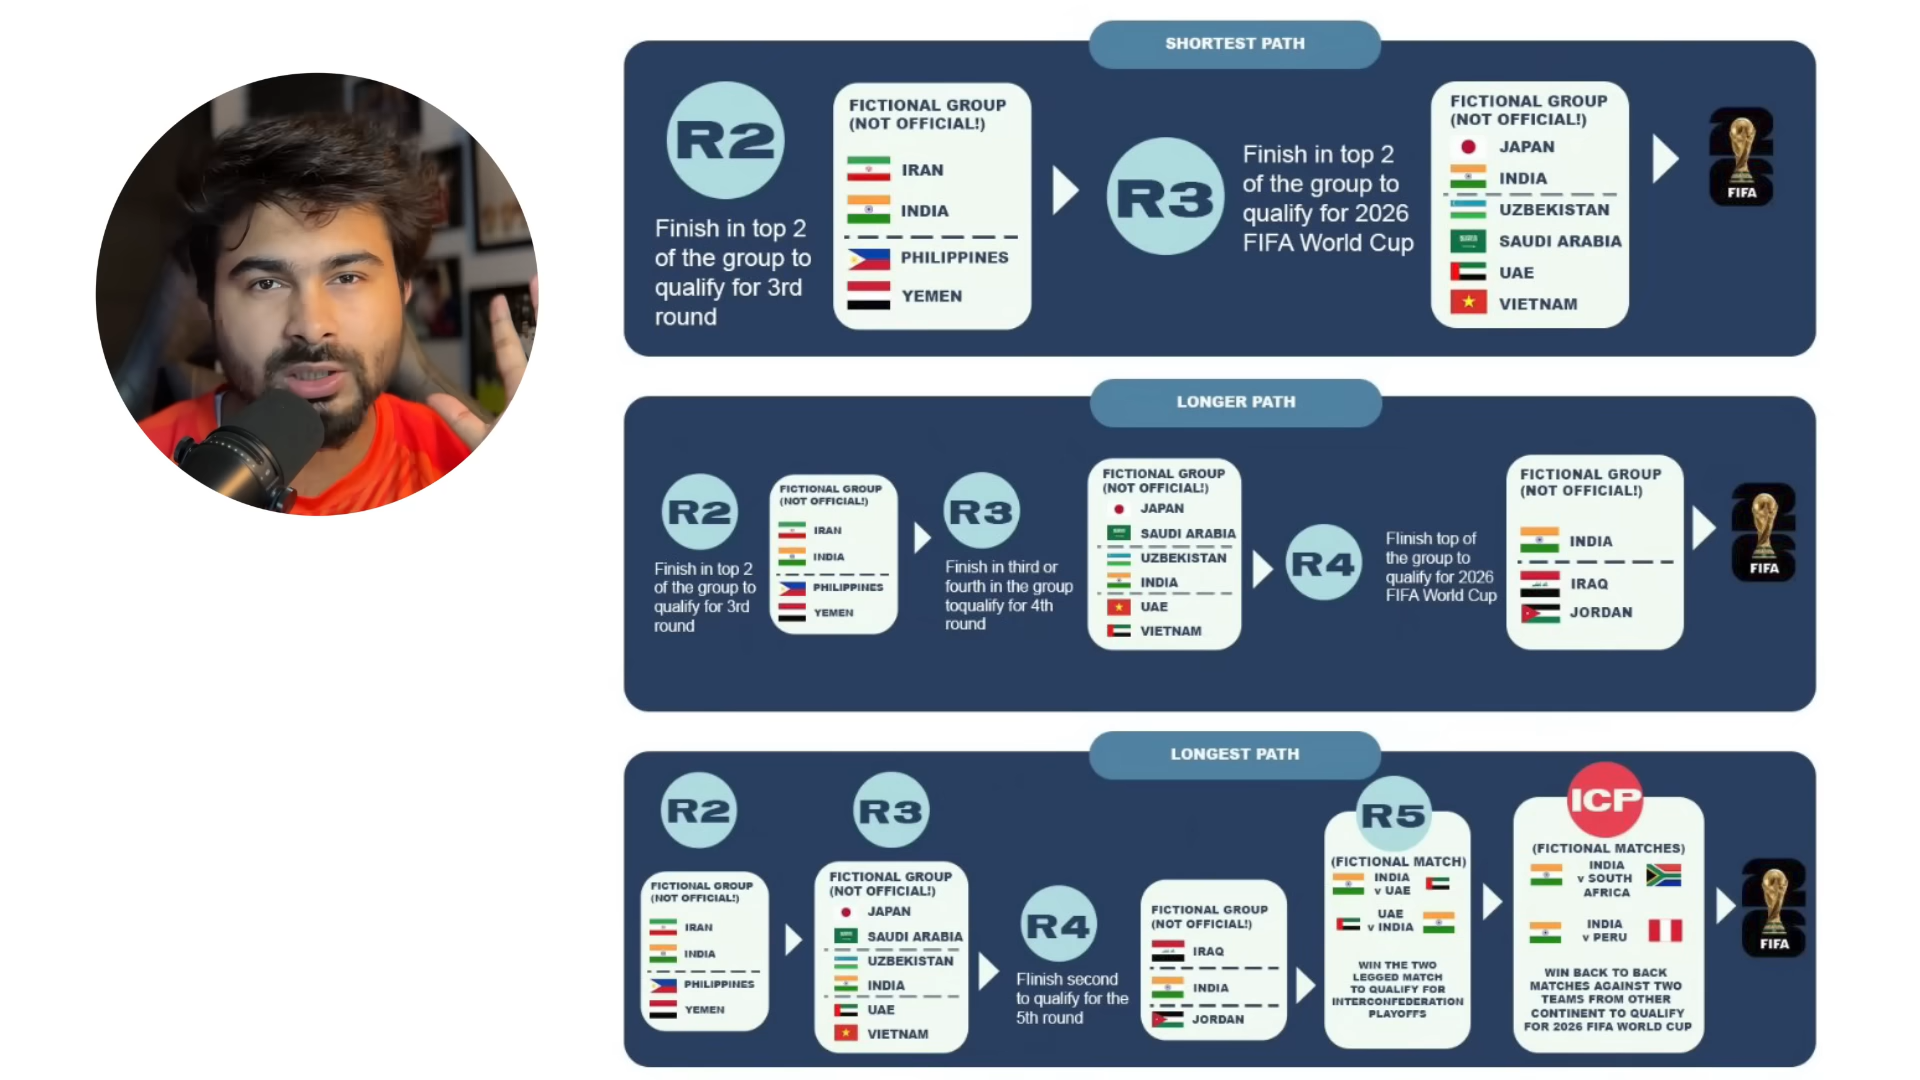 SHORTEST PATH
R2
Finish in top 2
of the group to
qualify for 3rd
round
FICTIONAL GROUP
(NOT OFFICIAL!)
IRAN
INDIA
PHILIPPINES
YEMEN
R3
Finish in top 2
of the group to
qualify for 2026
FIFA World Cup
FICTIONAL GROUP
(NOT OFFICIAL!)
JAPAN
INDIA
UZBEKISTAN
SAUDI ARABIA
UAE
VIETNAM
26
FIFA
LONGER PATH
R2
Finish in top 2
of the group to
qualify for 3rd
round
FICTIONAL GROUP
(NOT OFFICIAL!)
IRAN
INDIA
PHILIPPINES
YEMEN
R3
Finish in third or
fourth in the group
toqualify for 4th
round
FICTIONAL GROUP
(NOT OFFICIAL!)
JAPAN
SAUDI ARABIA
UZBEKISTAN
INDIA
UAE
VIETNAM
R4
Flinish top of
the group to
qualify for 2026
FIFA World Cup
FICTIONAL GROUP
(NOT OFFICIAL!)
INDIA
IRAQ
JORDAN
26
FIFA
LONGEST PATH
R2
FICTIONAL GROUP
(NOT OFFICIAL!)
IRAN
INDIA
PHILIPPINES
YEMEN
R3
FICTIONAL GROUP
(NOT OFFICIAL!)
JAPAN
SAUDI ARABIA
UZBEKISTAN
INDIA
UAE
VIETNAM
R4
Flinish second
to qualify for the
5th round
FICTIONAL GROUP
(NOT OFFICIAL!)
IRAQ
INDIA
JORDAN
R5
(FICTIONAL MATCH)
INDIA
v UAE
UAE
v INDIA
WIN THE TWO
LEGGED MATCH
TO QUALIFY FOR
INTERCONFEDERATION
PLAYOFFS
ICP
(FICTIONAL MATCHES)
INDIA
v SOUTH
AFRICA
INDIA
v PERU
WIN BACK TO BACK
MATCHES AGAINST TWO
TEAMS FROM OTHER
CONTINENT TO QUALIFY
FOR 2026 FIFA WORLD CUP
26
FIFA